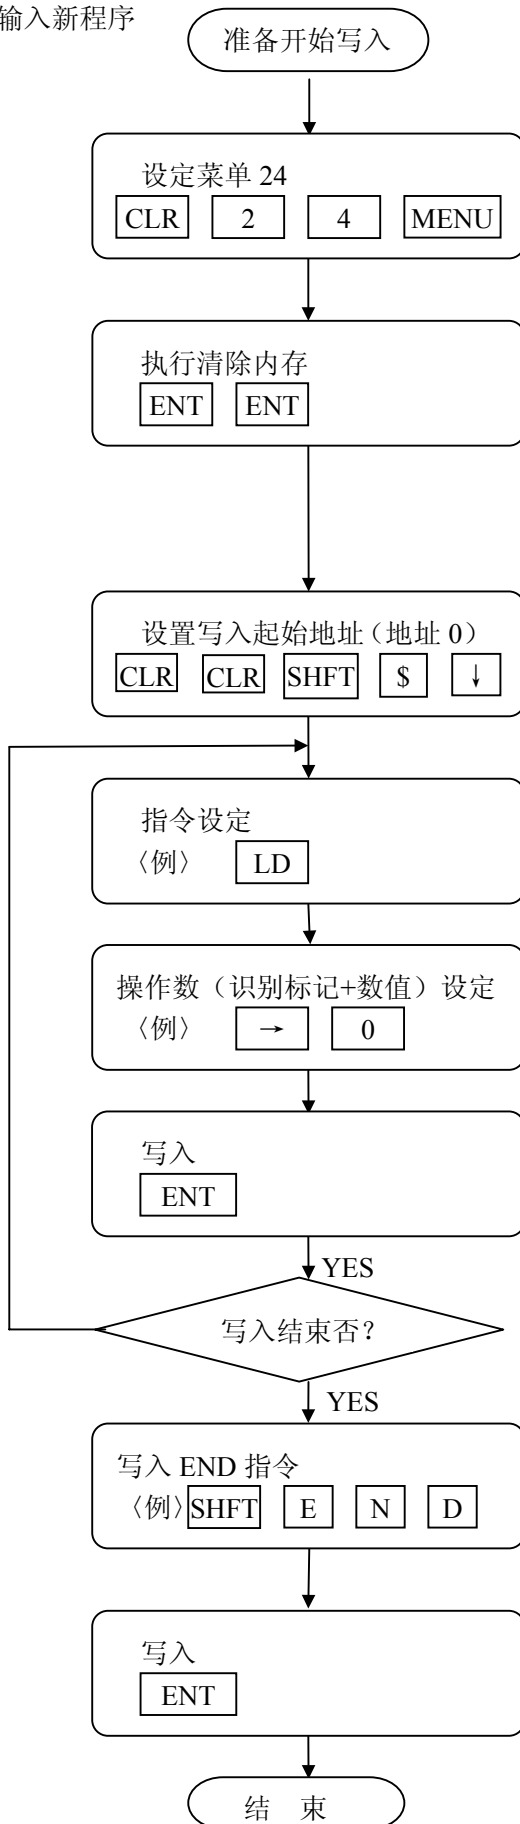 输入新程序
准备开始写入
设定菜单 24
CLR 2 4 MENU
执行清除内存
ENT ENT
设置写入起始地址（地址 0）
CLR CLR SHFT $ ↓
指令设定
〈例〉 LD
操作数（识别标记+数值）设定
〈例〉 → 0
写入
ENT
YES
写入结束否？
YES
写入 END 指令
〈例〉 SHFT E N D
写入
ENT
结 束